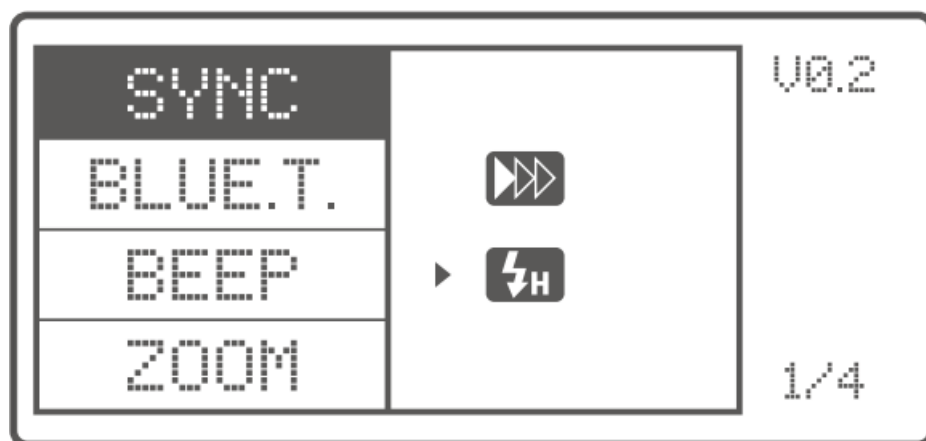 SYNC
V0.2
BLUE.T.
BEEP
H
ZOOM
1/4